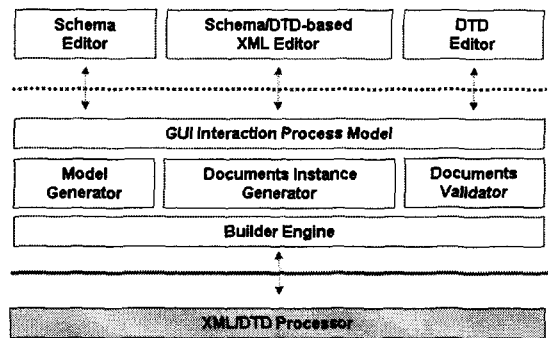 Schema Editor
Schema/DTD-based XML Editor
DTD Editor
GUI Interaction Process Model
Model Generator
Documents Instance Generator
Documents Validator
Builder Engine
XML/DTD Processor